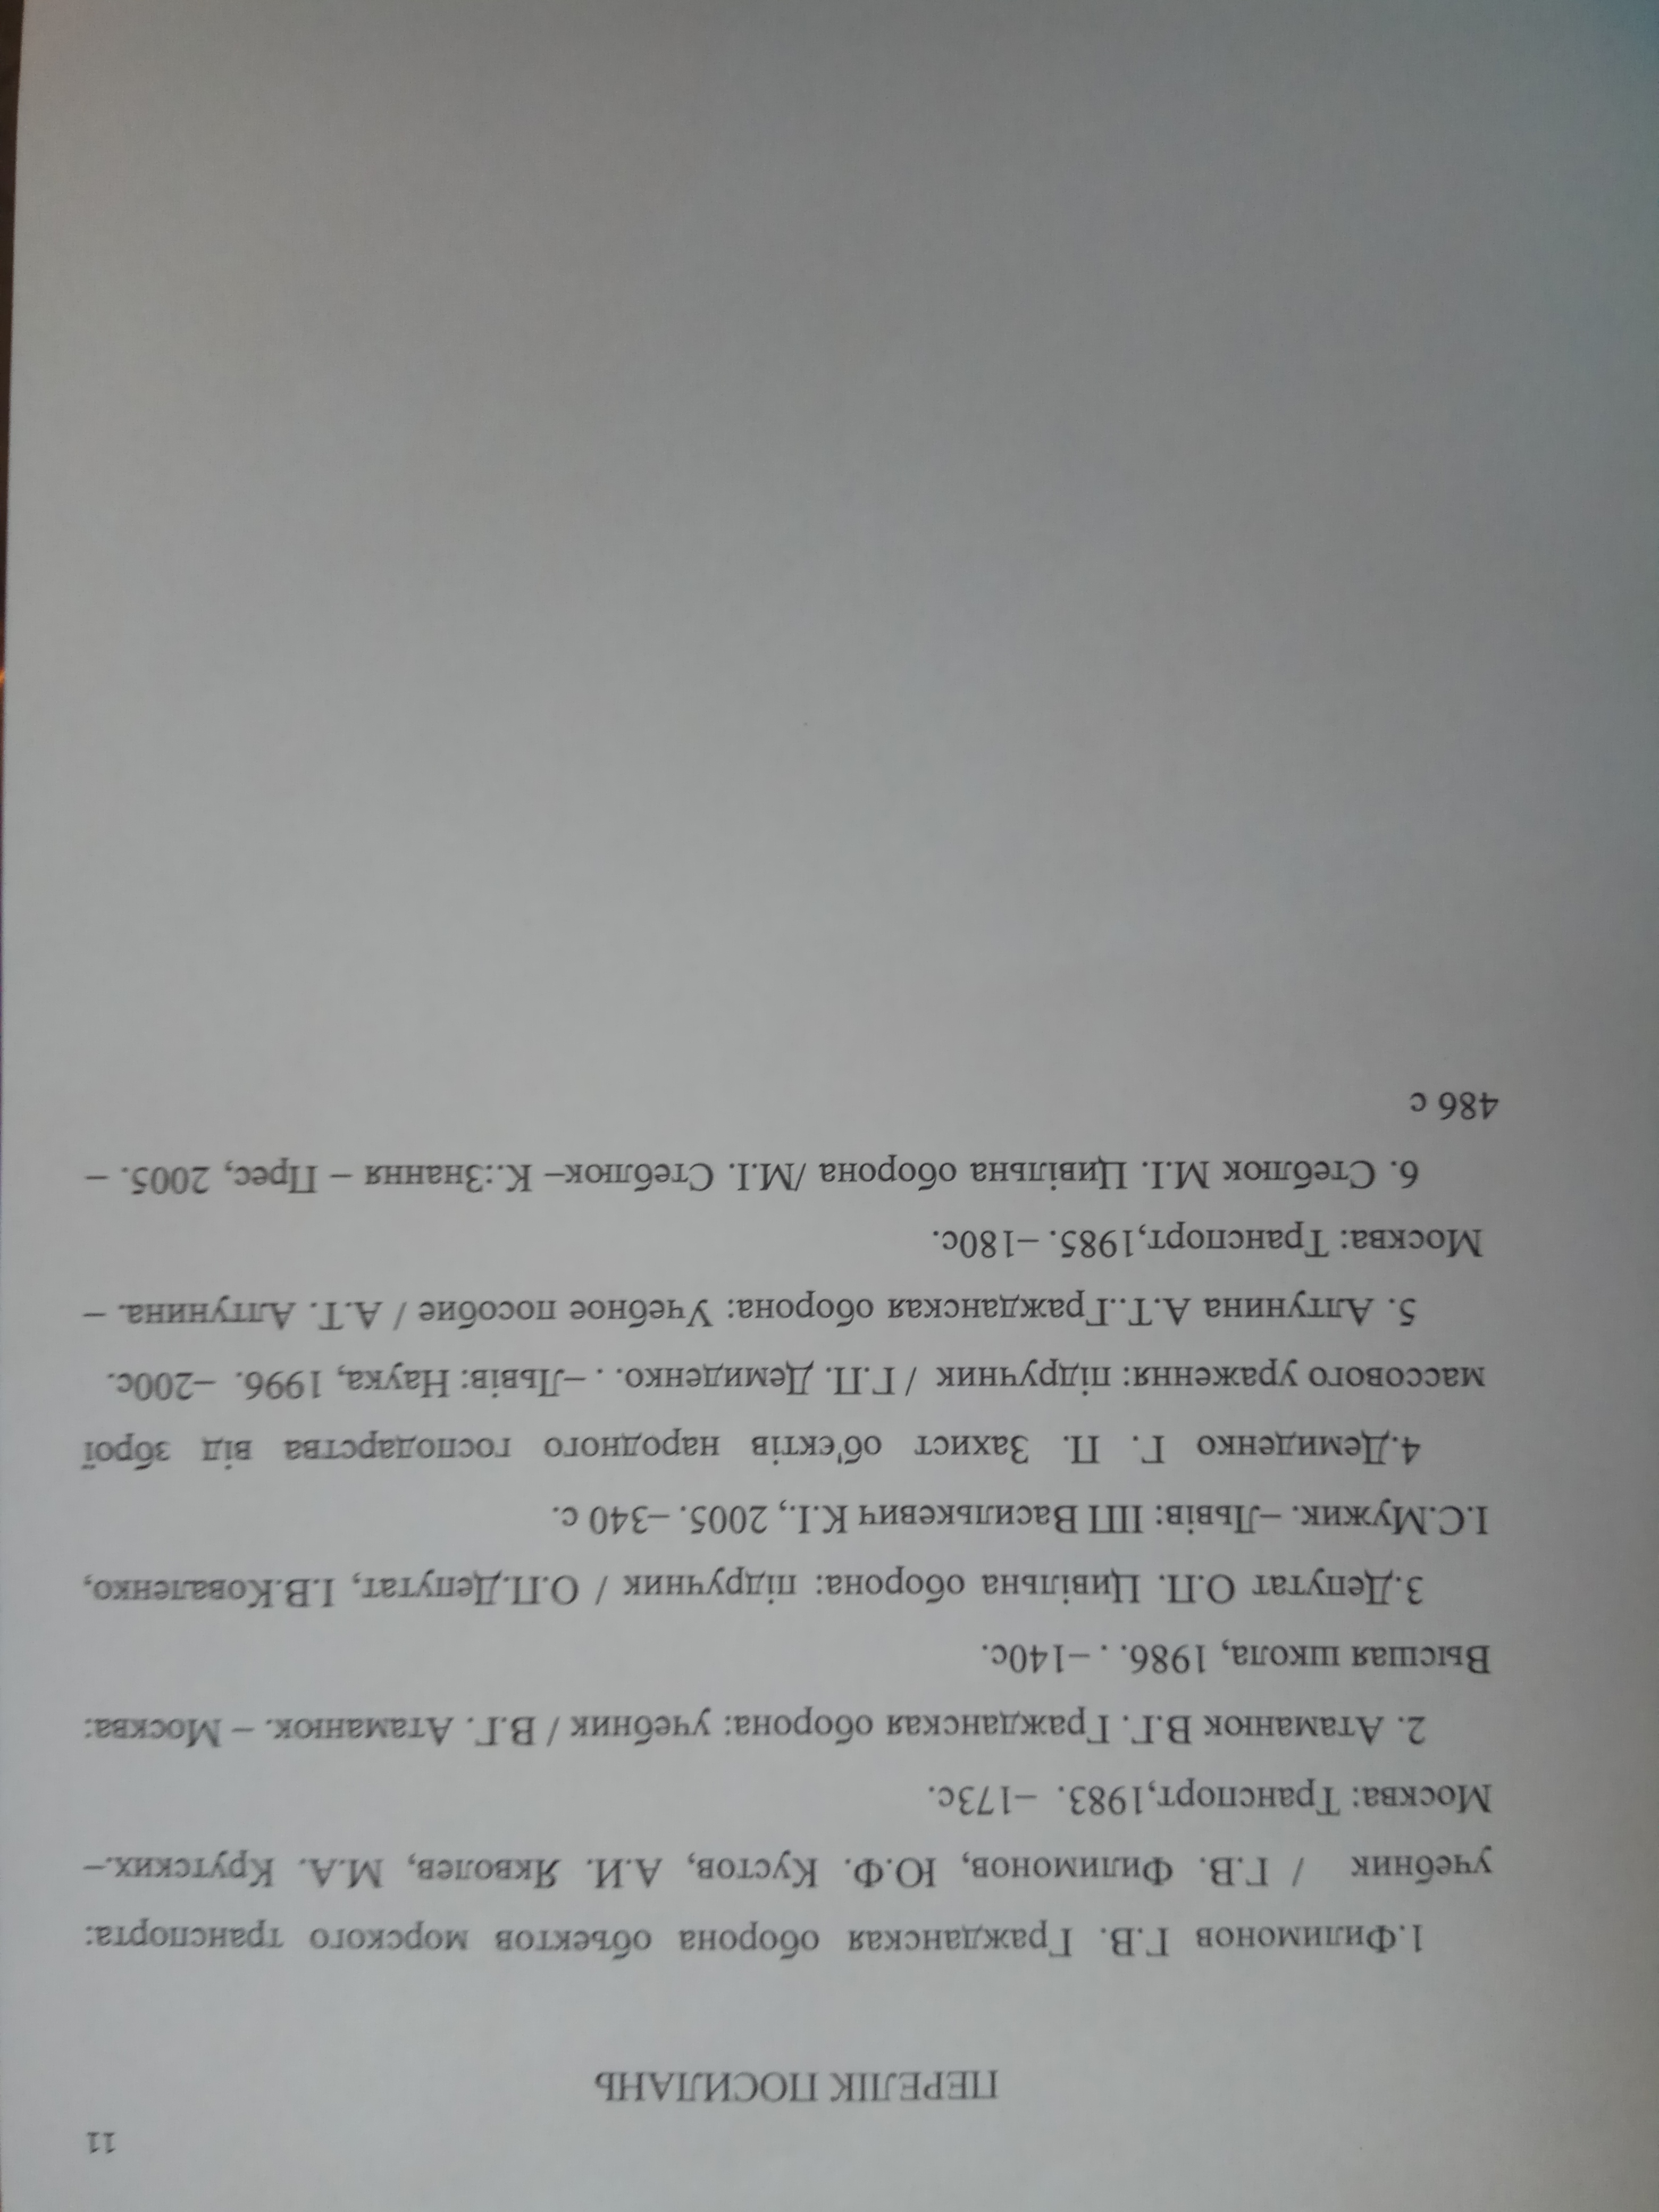 11
ПЕРЕЛІК ПОСИЛАНЬ
1.Филимонов Г.В. Гражданская оборона объектов морского транспорта:
учебник / Г.В. Филимонов, Ю.Ф. Кустов, А.И. Якволев, М.А. Крутских.–
Москва: Транспорт,1983. –173с.
2. Атаманюк В.Г. Гражданская оборона: учебник / В.Г. Атаманюк. – Москва:
Высшая школа, 1986. . –140с.
3.Депутат О.П. Цивільна оборона: підручник / О.П.Депутат, І.В.Коваленко,
І.С.Мужик. –Львів: ІІП Василькевич К.І., 2005. –340 с.
4.Демиденко Г. П. Захист об'єктів народного господарства від зброї
массового ураження: підручник / Г.П. Демиденко. . –Львів: Наука, 1996. –200с.
5. Алтунина А.Т..Гражданская оборона: Учебное пособие / А.Т. Алтунина. –
Москва: Транспорт,1985. –180с.
6. Стеблюк М.І. Цивільна оборона /М.І. Стеблюк– К.:Знання – Прес, 2005. –
486 с